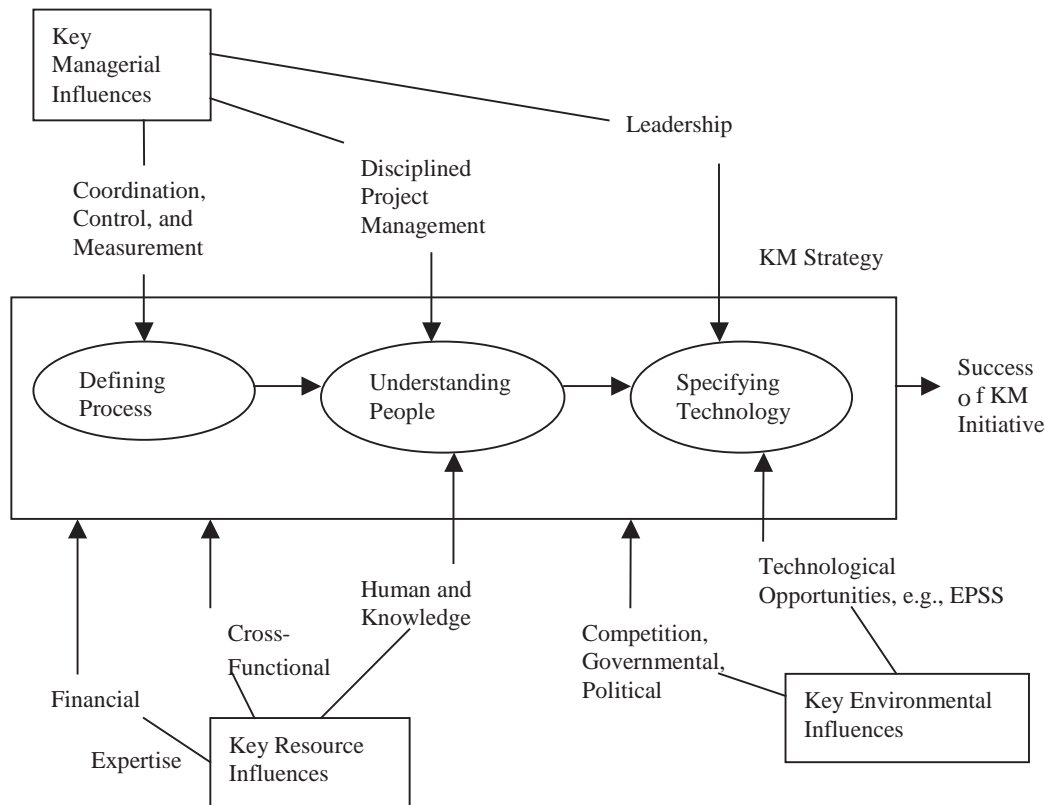 Key
Managerial
Influences
Leadership
Disciplined
Project
Management
Coordination,
Control, and
Measurement
KM Strategy
Defining
Process
Understanding
People
Specifying
Technology
Success
of KM
Initiative
Technological
Opportunities, e.g., EPSS
Human and
Knowledge
Cross-
Functional
Competition,
Governmental,
Political
Financial
Expertise
Key Resource
Influences
Key Environmental
Influences